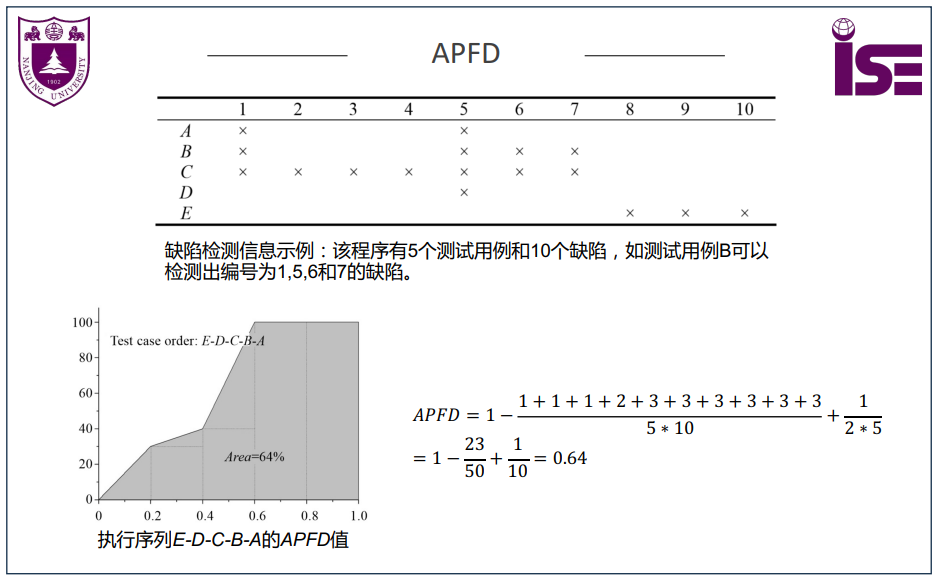 NANJING UNIVERSITY
1902
APFD
iSE
1 2 3 4 5 6 7 8 9 10
A × ×
B × × × ×
C × × × × × × ×
D ×
E × × ×
缺陷检测信息示例：该程序有5个测试用例和10个缺陷，如测试用例B可以
检测出编号为1,5,6和7的缺陷。
100
Test case order: E-D-C-B-A
80
60
40
Area=64%
20
0
0 0.2 0.4 0.6 0.8 1.0
执行序列E-D-C-B-A的APFD值
APFD = 1 − (1 + 1 + 1 + 2 + 3 + 3 + 3 + 3 + 3 + 3)/(5 ∗ 10) + 1/(2 ∗ 5)
= 1 − 23/50 + 1/10 = 0.64